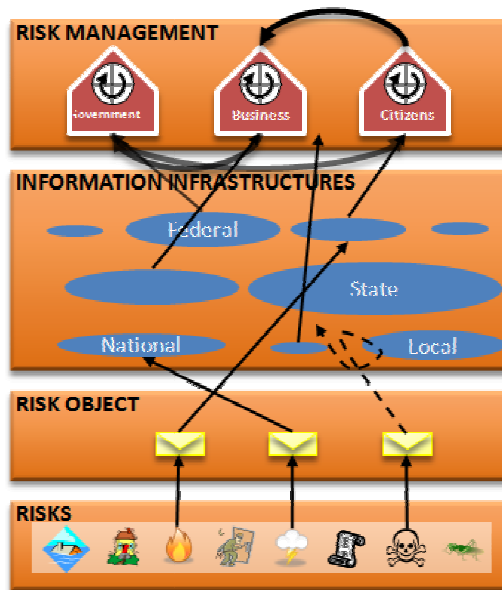 RISK MANAGEMENT
Government
Business
Citizens
INFORMATION INFRASTRUCTURES
Federal
State
National
Local
RISK OBJECT
RISKS